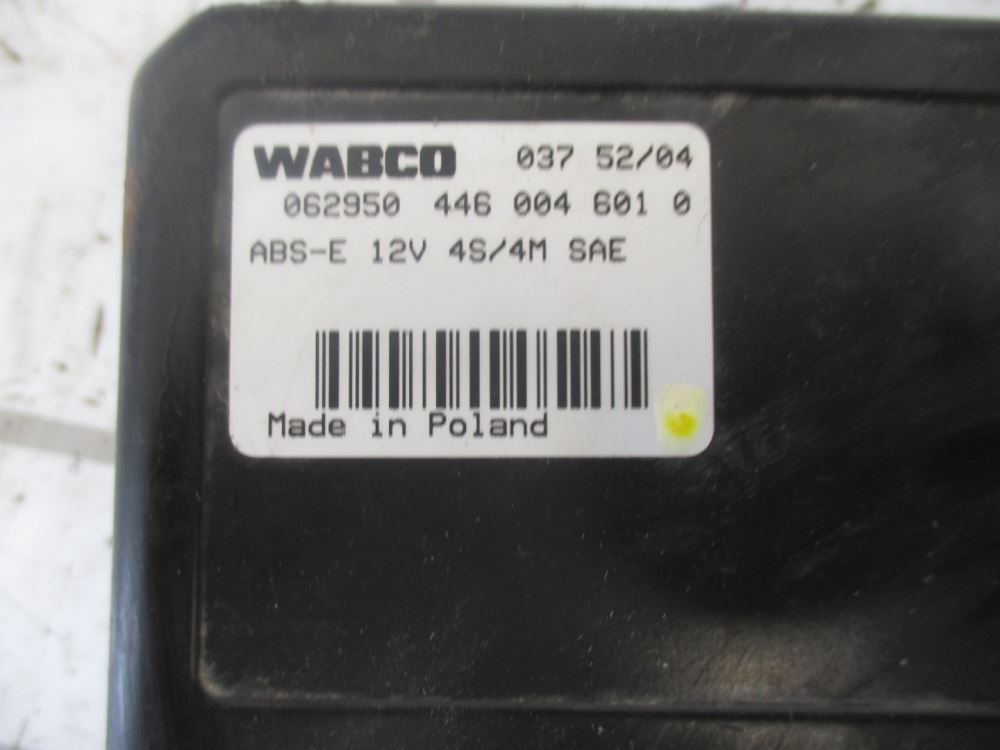 WABCO 037 52/04
062950 446 004 601 0
ABS-E 12V 4S/4M SAE
Made in Poland